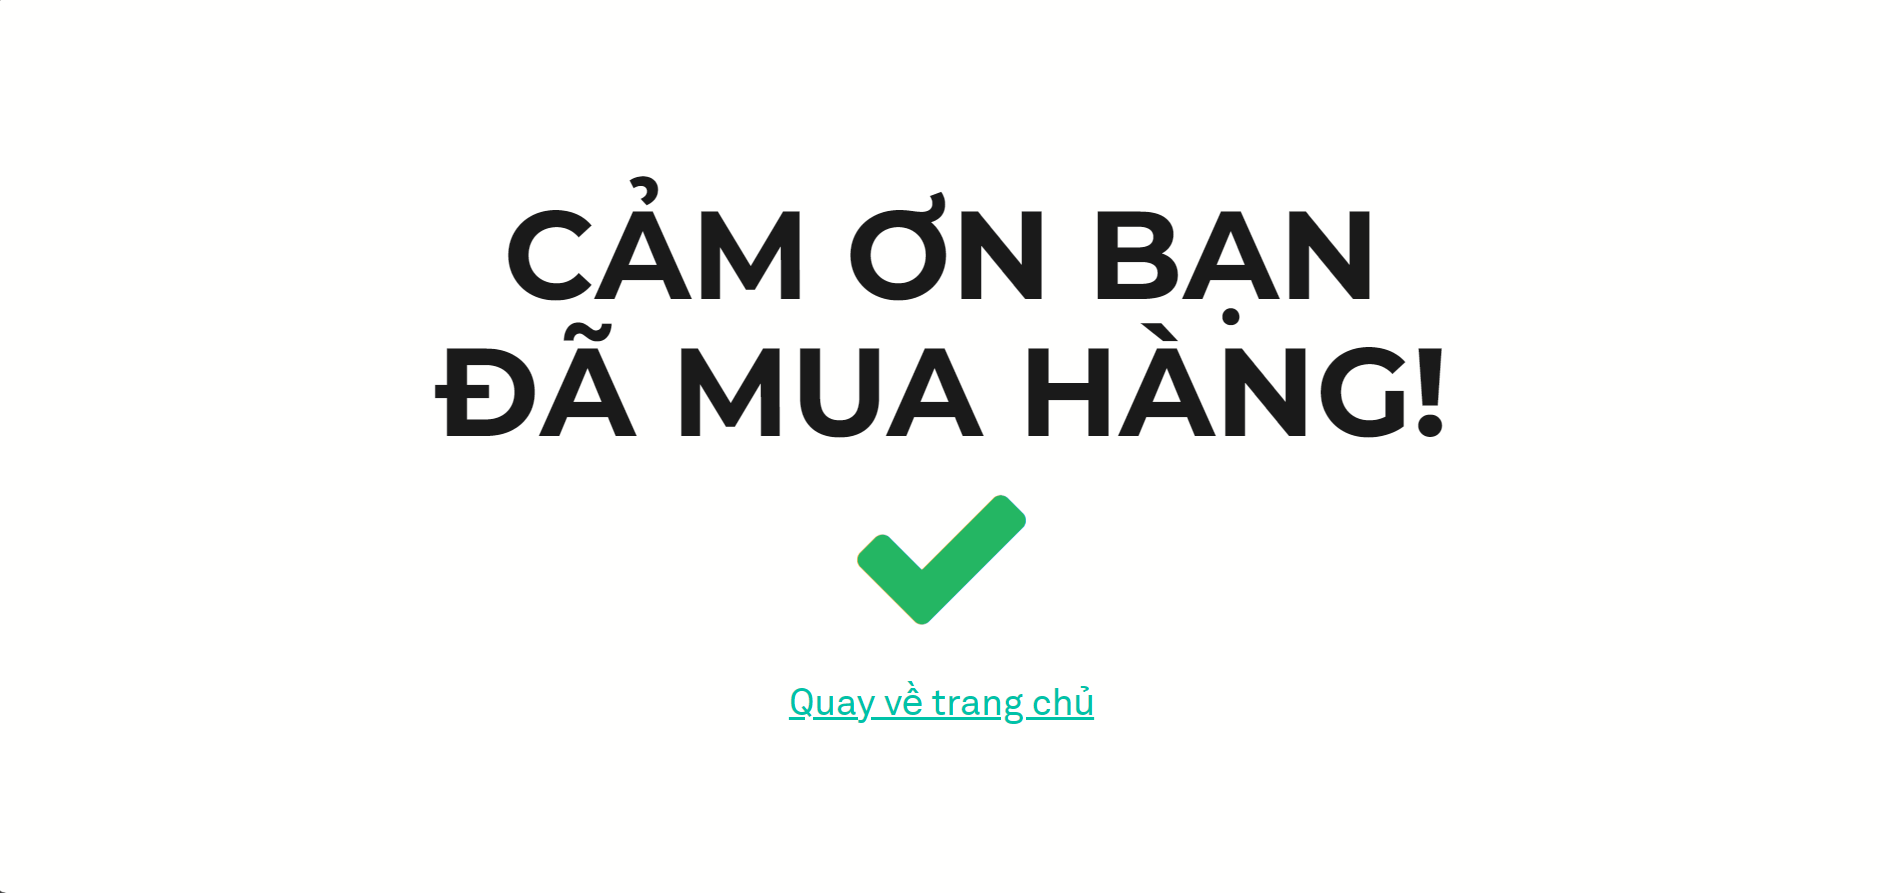 CẢM ƠN BẠN
ĐÃ MUA HÀNG!
Quay về trang chủ